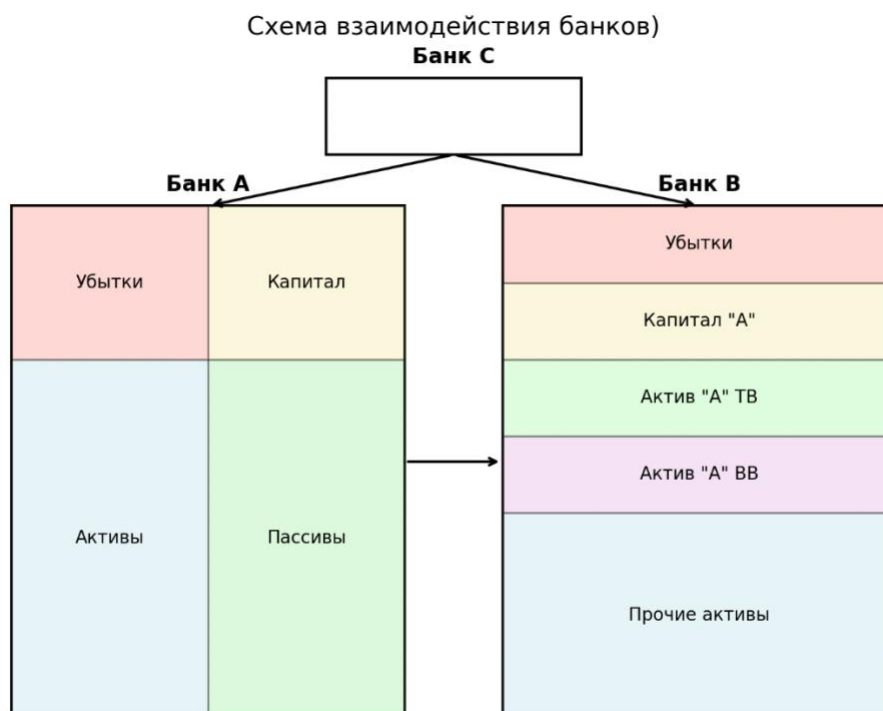 Схема взаимодействия банков)
Банк С
Банк А
Банк В
Убытки
Капитал
Активы
Пассивы
Убытки
Капитал "А"
Актив "А" ТВ
Актив "А" ВВ
Прочие активы